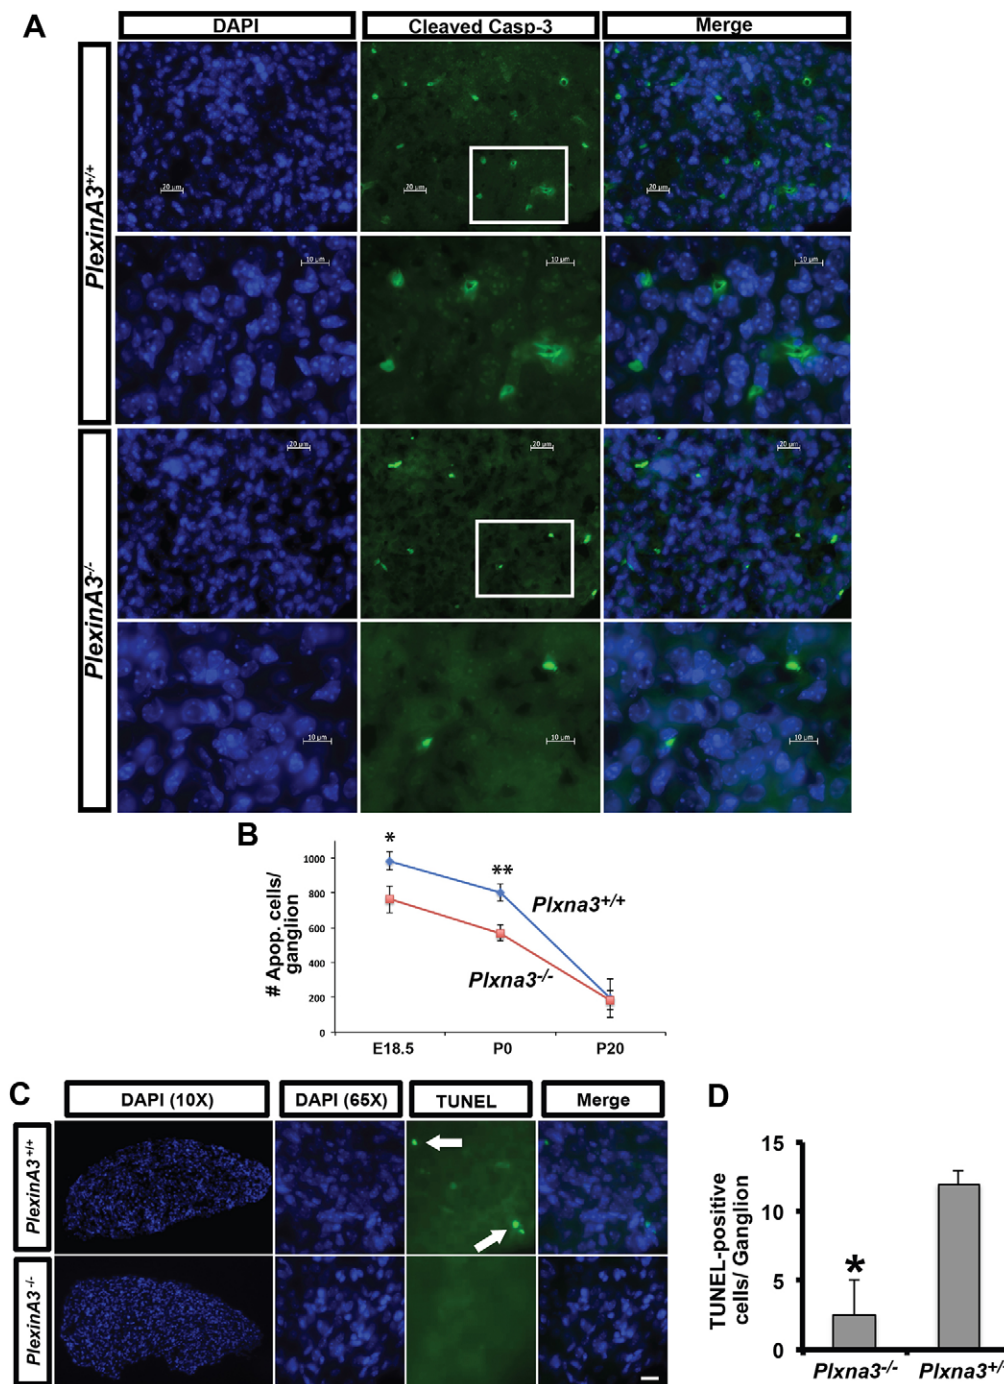 A
DAPI
Cleaved Casp-3
Merge
PlexinA3+/+
20 μm
20 μm
20 μm
10 μm
10 μm
10 μm
PlexinA3-/-
20 μm
20 μm
20 μm
10 μm
10 μm
10 μm
B
# Apop. cells/
ganglion
1000
800
600
400
200
0
*
**
Plxna3+/+
Plxna3-/-
E18.5
P0
P20
C
DAPI (10X)
DAPI (65X)
TUNEL
Merge
PlexinA3+/+
PlexinA3-/-
D
TUNEL-positive
cells/ Ganglion
15
10
5
0
*
Plxna3-/-
Plxna3+/+